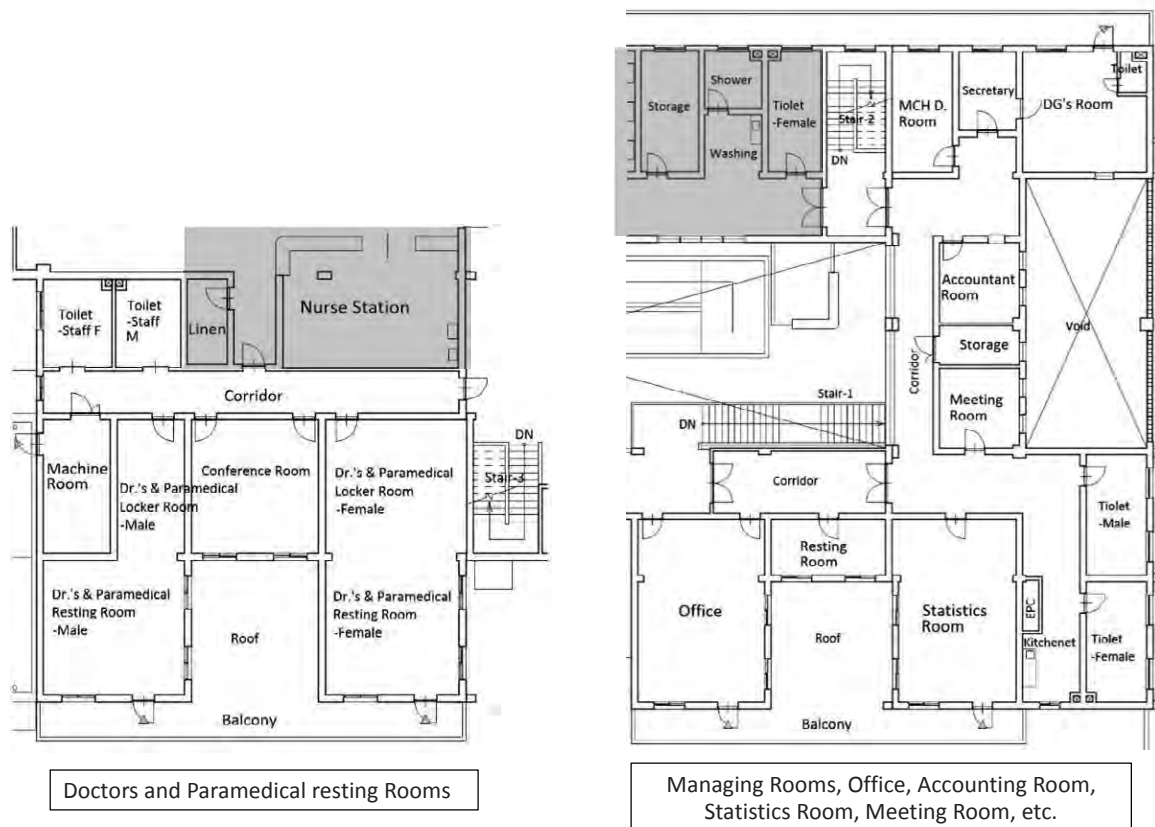 Toilet
-Staff F
Toilet
-Staff
M
Linen
Nurse Station
Corridor
Machine
Room
Dr.'s & Paramedical
Locker Room
-Male
Conference Room
Dr.'s & Paramedical
Locker Room
-Female
DN
Stair-3
Dr.'s & Paramedical
Resting Room
-Male
Roof
Dr.'s & Paramedical
Resting Room
-Female
Balcony
Doctors and Paramedical resting Rooms
Storage
Shower
Washing
Tiolet
-Female
Stair-2
DN
MCH D.
Room
Secretary
DG's Room
Toilet
Accountant
Room
Storage
Corridor
Meeting
Room
Void
Stair-1
DN
Corridor
Resting
Room
Office
Roof
Statistics
Room
EPC
Kitchenet
Tiolet
-Male
Tiolet
-Female
Balcony
Managing Rooms, Office, Accounting Room,
Statistics Room, Meeting Room, etc.